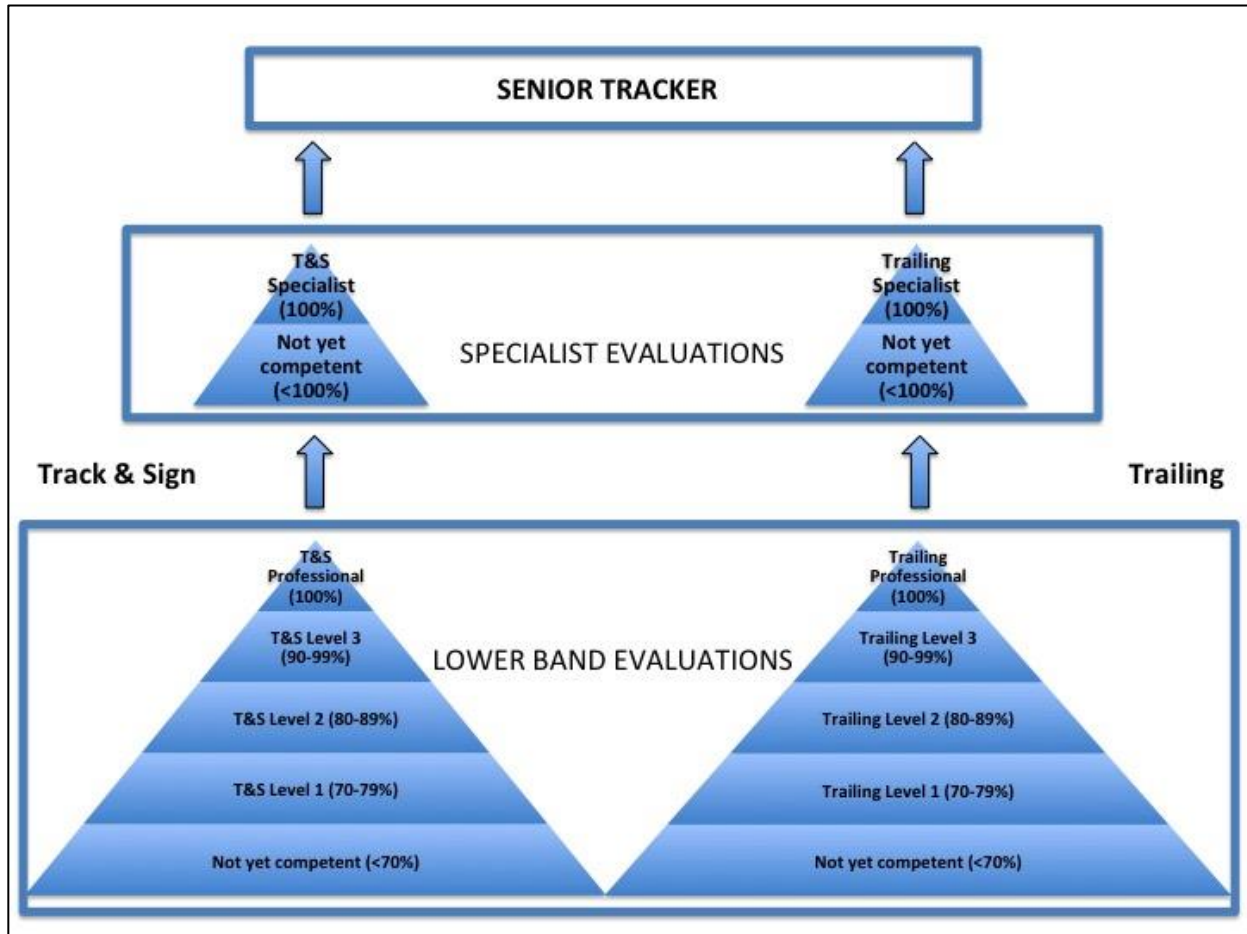 SENIOR TRACKER
T&S
Specialist
(100%)
Not yet
competent
(<100%)
SPECIALIST EVALUATIONS
Trailing
Specialist
(100%)
Not yet
competent
(<100%)
Track & Sign
Trailing
T&S
Professional
(100%)
T&S Level 3
(90-99%)
T&S Level 2 (80-89%)
T&S Level 1 (70-79%)
Not yet competent (<70%)
LOWER BAND EVALUATIONS
Trailing
Professional
(100%)
Trailing Level 3
(90-99%)
Trailing Level 2 (80-89%)
Trailing Level 1 (70-79%)
Not yet competent (<70%)